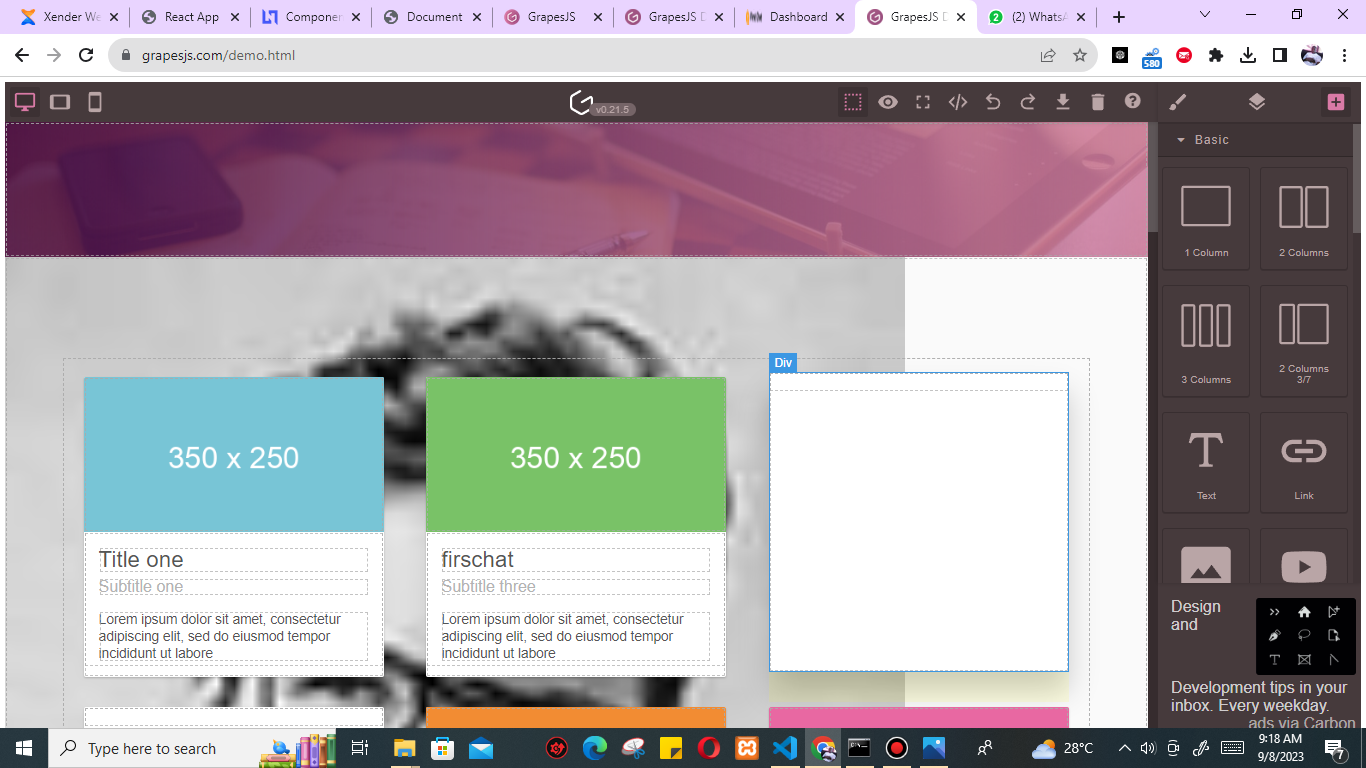 Xender We
React App
Componen
Document
GrapesJS
GrapesJS D
Dashboard
GrapesJS D
(2) WhatsA
grapesjs.com/demo.html
580
v0.21.5
Basic
1 Column
2 Columns
3 Columns
2 Columns
3/7
Text
Link
Div
350 x 250
350 x 250
Title one
Subtitle one
Lorem ipsum dolor sit amet, consectetur
adipiscing elit, sed do eiusmod tempor
incididunt ut labore
firschat
Subtitle three
Lorem ipsum dolor sit amet, consectetur
adipiscing elit, sed do eiusmod tempor
incididunt ut labore
Design
and
Development tips in your
inbox. Every weekday.
ads via Carbon
Type here to search
28°C
9:18 AM
9/8/2023
7